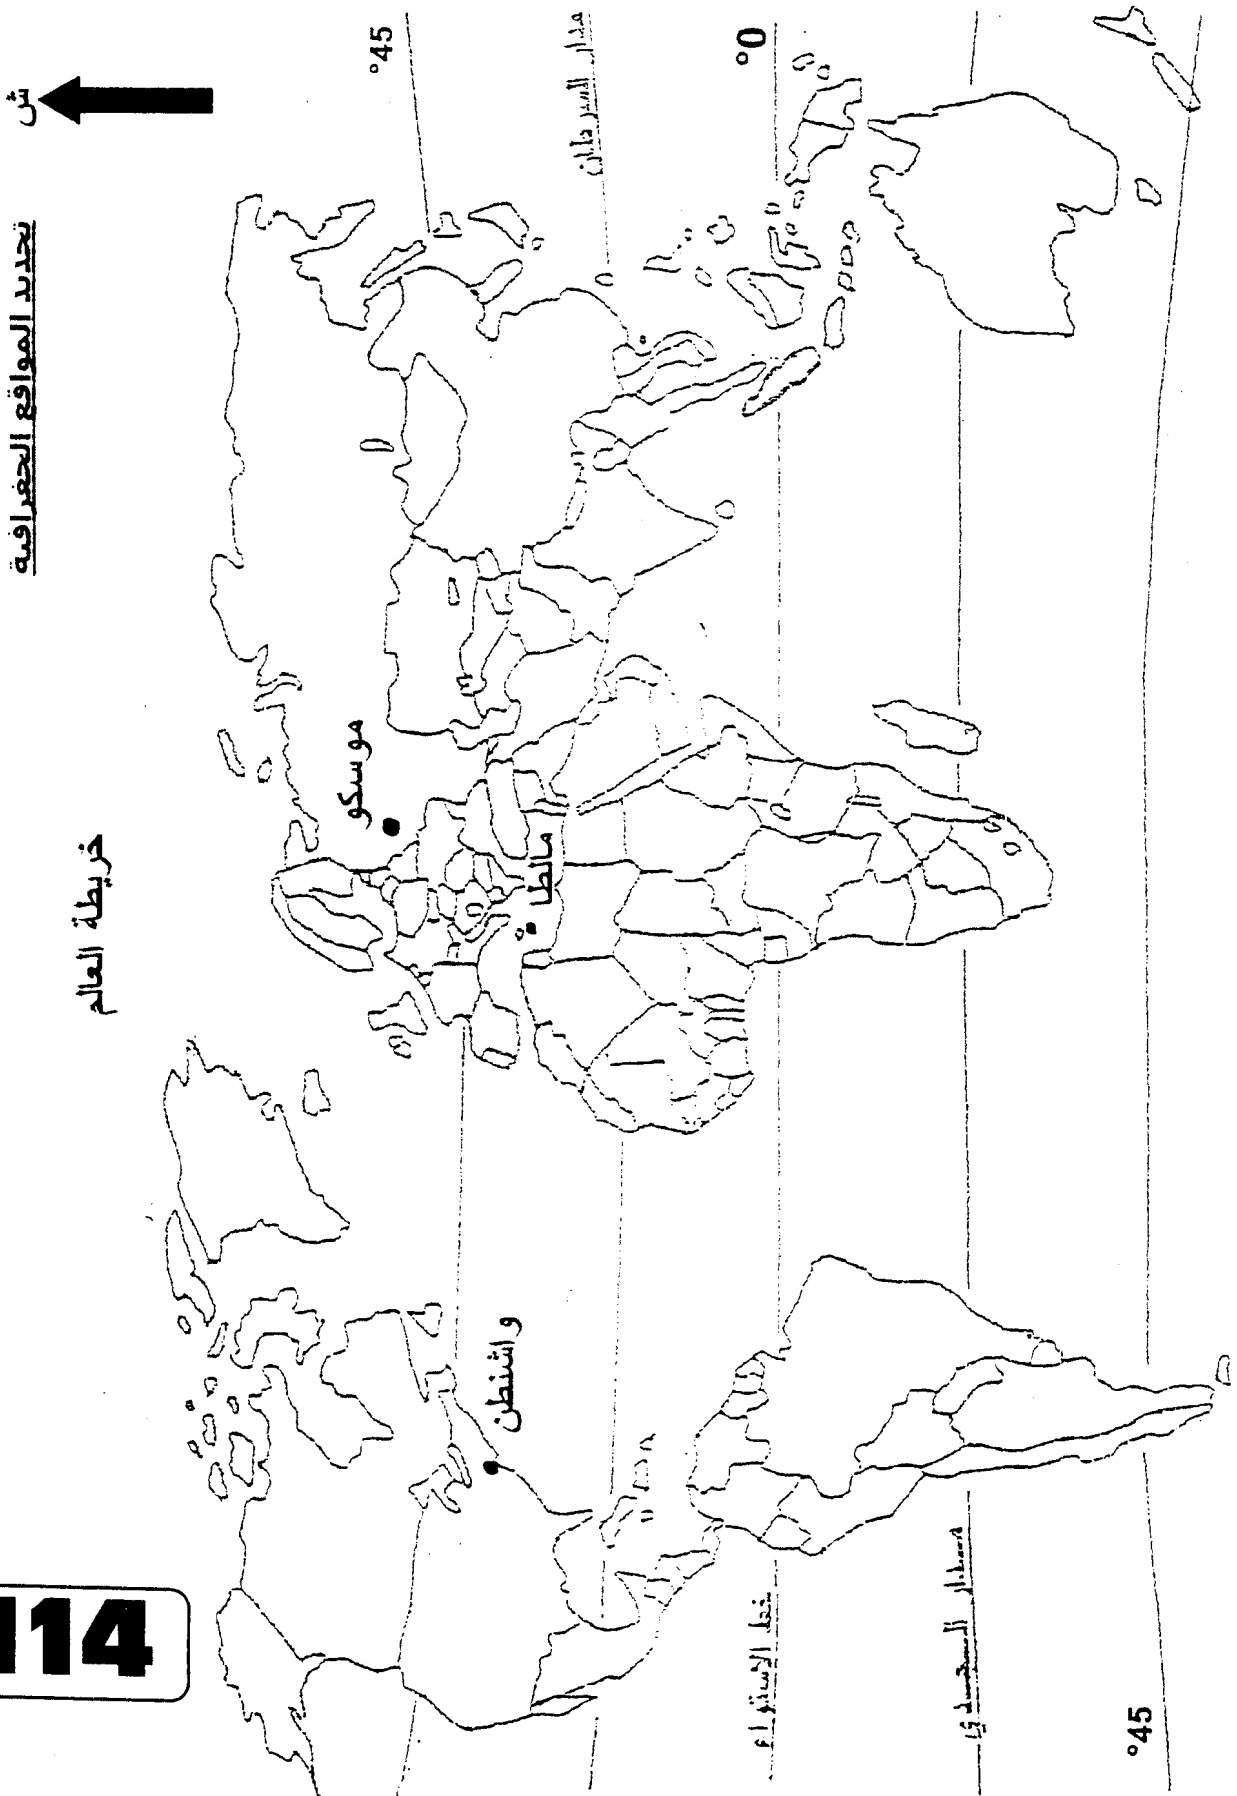 تحديد المواقع الجغرافية
ش
خريطة العالم
114
°45
مدار السرطان
°0
موسكو
مالطا
واشنطن
خط الاستواء
مدار الجدي
°45